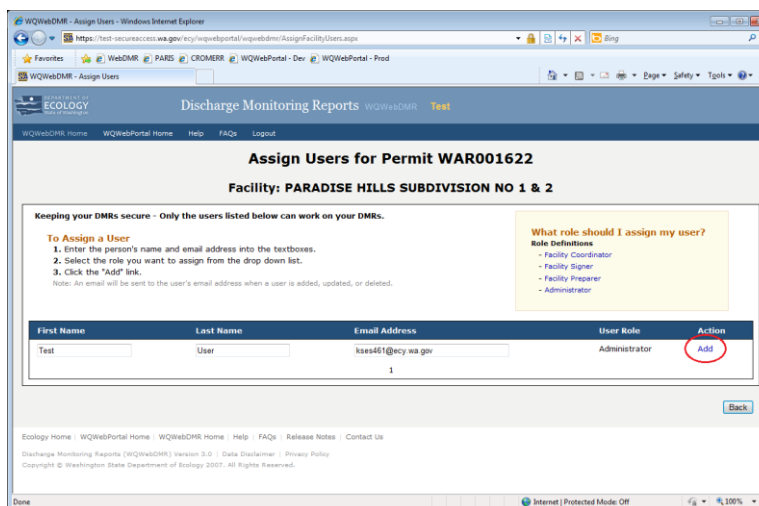 WQWebDMR - Assign Users - Windows Internet Explorer
https://test-secureaccess.wa.gov/ecy/wqwebportal/wqwebdmr/AssignFacilityUsers.aspx
Bing
Favorites WebDMR PARIS CROMERR WQWebPortal - Dev WQWebPortal - Prod
WQWebDMR - Assign Users Page Safety Tools
DEPARTMENT OF
ECOLOGY
State of Washington
Discharge Monitoring Reports WQWebDMR Test
WQWebDMR Home WQWebPortal Home Help FAQs Logout
Assign Users for Permit WAR001622
Facility: PARADISE HILLS SUBDIVISION NO 1 & 2
Keeping your DMRs secure - Only the users listed below can work on your DMRs.
To Assign a User
1. Enter the person's name and email address into the textboxes.
2. Select the role you want to assign from the drop down list.
3. Click the "Add" link.
Note: An email will be sent to the user's email address when a user is added, updated, or deleted.
What role should I assign my user?
Role Definitions
- Facility Coordinator
- Facility Signer
- Facility Preparer
- Administrator
First Name Last Name Email Address User Role Action
Test User kses461@ecy.wa.gov Administrator Add
1
Back
Ecology Home | WQWebPortal Home | WQWebDMR Home | Help | FAQs | Release Notes | Contact Us
Discharge Monitoring Reports (WQWebDMR) Version 3.0 | Data Disclaimer | Privacy Policy
Copyright © Washington State Department of Ecology 2007. All Rights Reserved.
Done Internet | Protected Mode: Off 100%